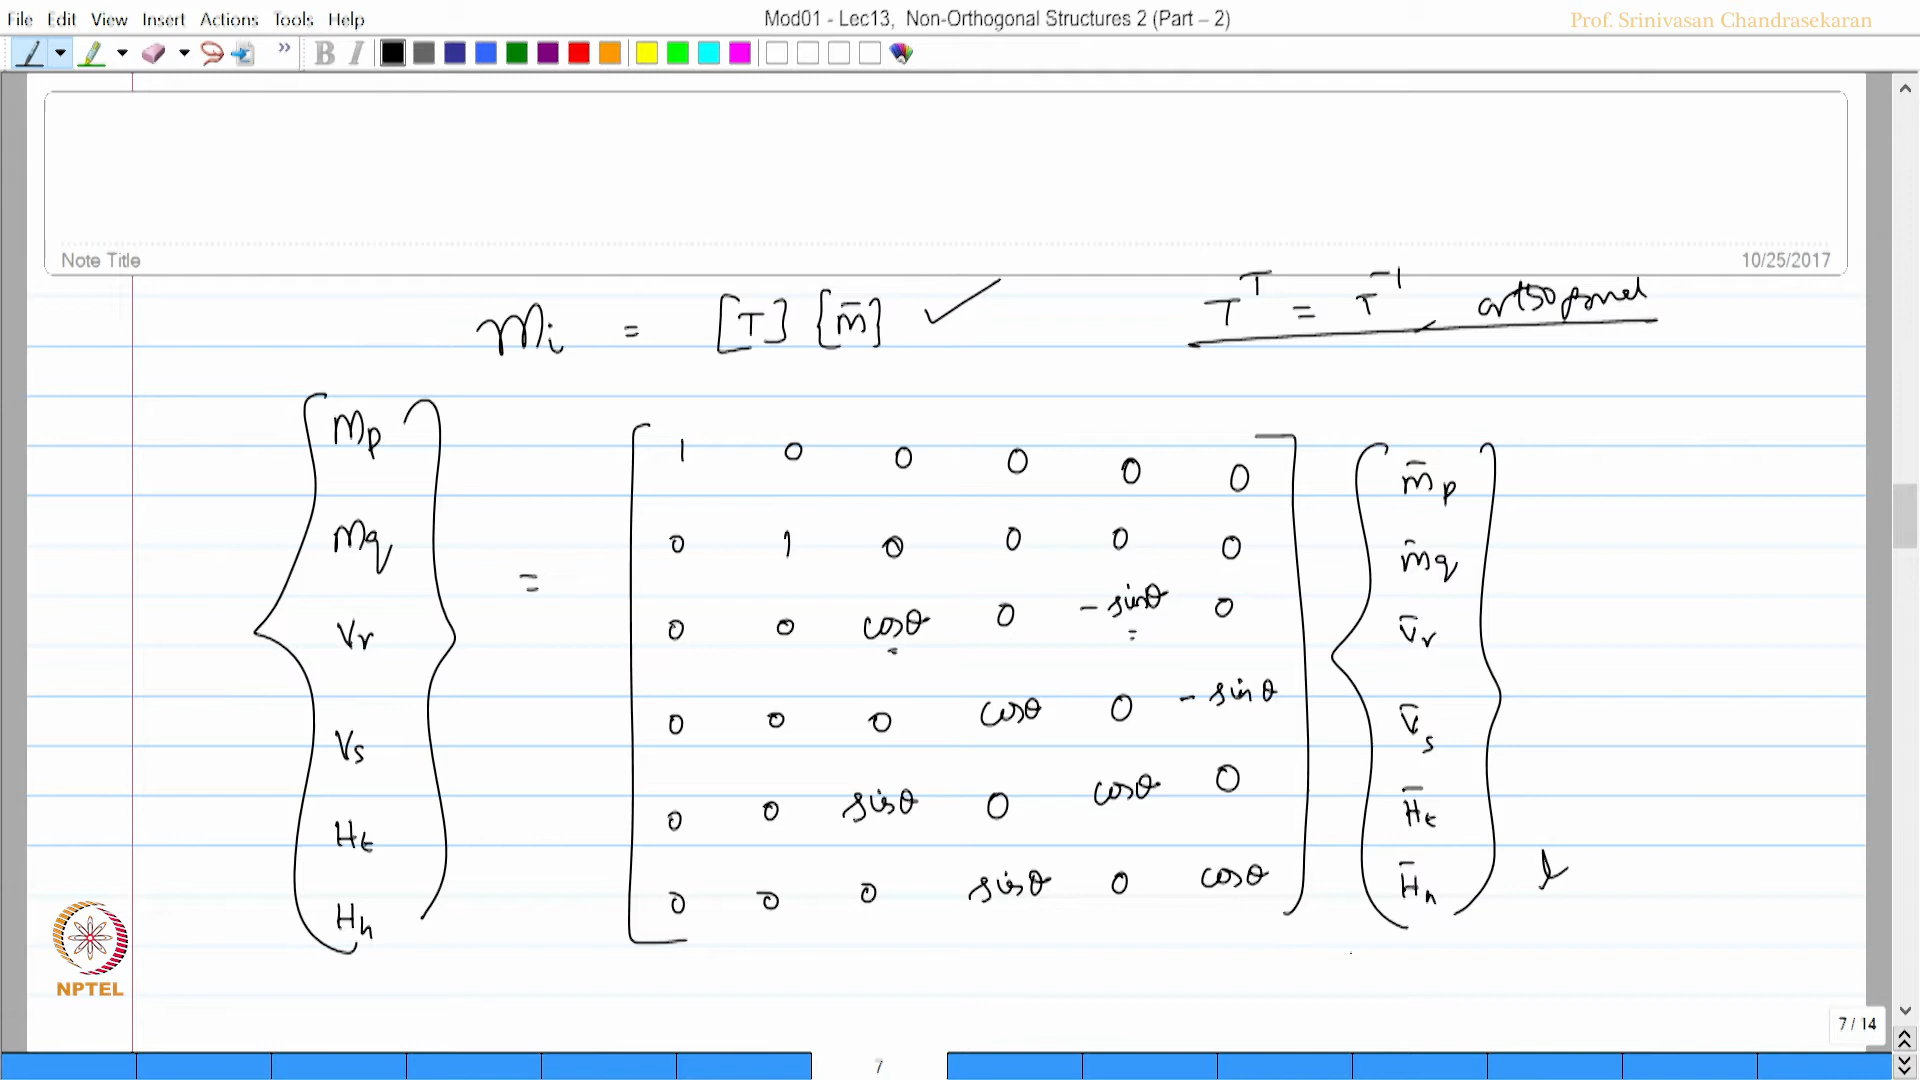 File Edit View Insert Actions Tools Help
Mod01 - Lec13, Non-Orthogonal Structures 2 (Part – 2)
Prof. Srinivasan Chandrasekaran
B I
Note Title
10/25/2017
Mi = [T] {m̄} ✓
Tᵀ = T⁻¹ orthogonal
Mp
Mq
Vr
Vs
Ht
Hh
=
1 0 0 0 0 0
0 1 0 0 0 0
0 0 cosθ 0 -sinθ 0
0 0 0 cosθ 0 -sinθ
0 0 sinθ 0 cosθ 0
0 0 0 sinθ 0 cosθ
m̄p
m̄q
V̄r
V̄s
H̄t
H̄h
NPTEL
7 / 14
7